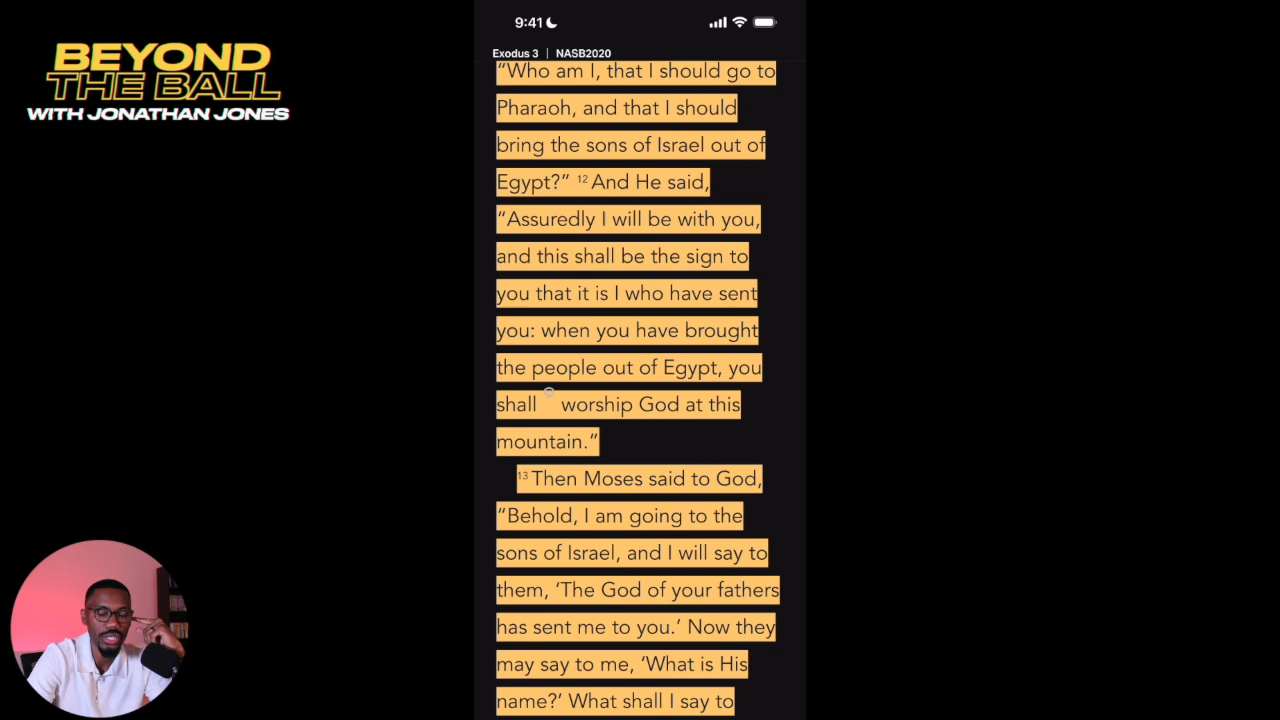 BEYOND
THE BALL
WITH JONATHAN JONES
9:41
Exodus 3 | NASB2020
“Who am I, that I should go to
Pharaoh, and that I should
bring the sons of Israel out of
Egypt?” 12 And He said,
“Assuredly I will be with you,
and this shall be the sign to
you that it is I who have sent
you: when you have brought
the people out of Egypt, you
shall worship God at this
mountain.”
13 Then Moses said to God,
“Behold, I am going to the
sons of Israel, and I will say to
them, ‘The God of your fathers
has sent me to you.’ Now they
may say to me, ‘What is His
name?’ What shall I say to